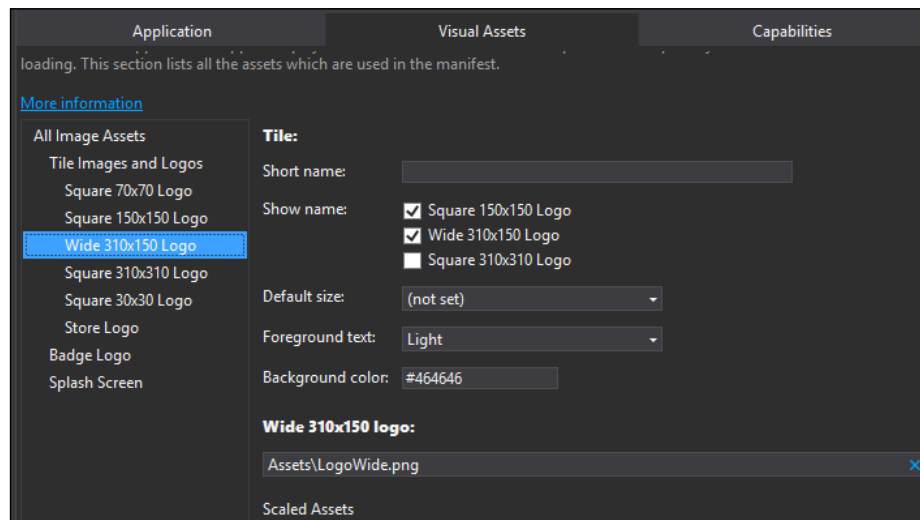 Application Visual Assets Capabilities
loading. This section lists all the assets which are used in the manifest.
More information
All Image Assets
Tile Images and Logos
Square 70x70 Logo
Square 150x150 Logo
Wide 310x150 Logo
Square 310x310 Logo
Square 30x30 Logo
Store Logo
Badge Logo
Splash Screen
Tile:
Short name:
Show name:
Square 150x150 Logo
Wide 310x150 Logo
Square 310x310 Logo
Default size: (not set)
Foreground text: Light
Background color: #464646
Wide 310x150 logo:
Assets\LogoWide.png
Scaled Assets